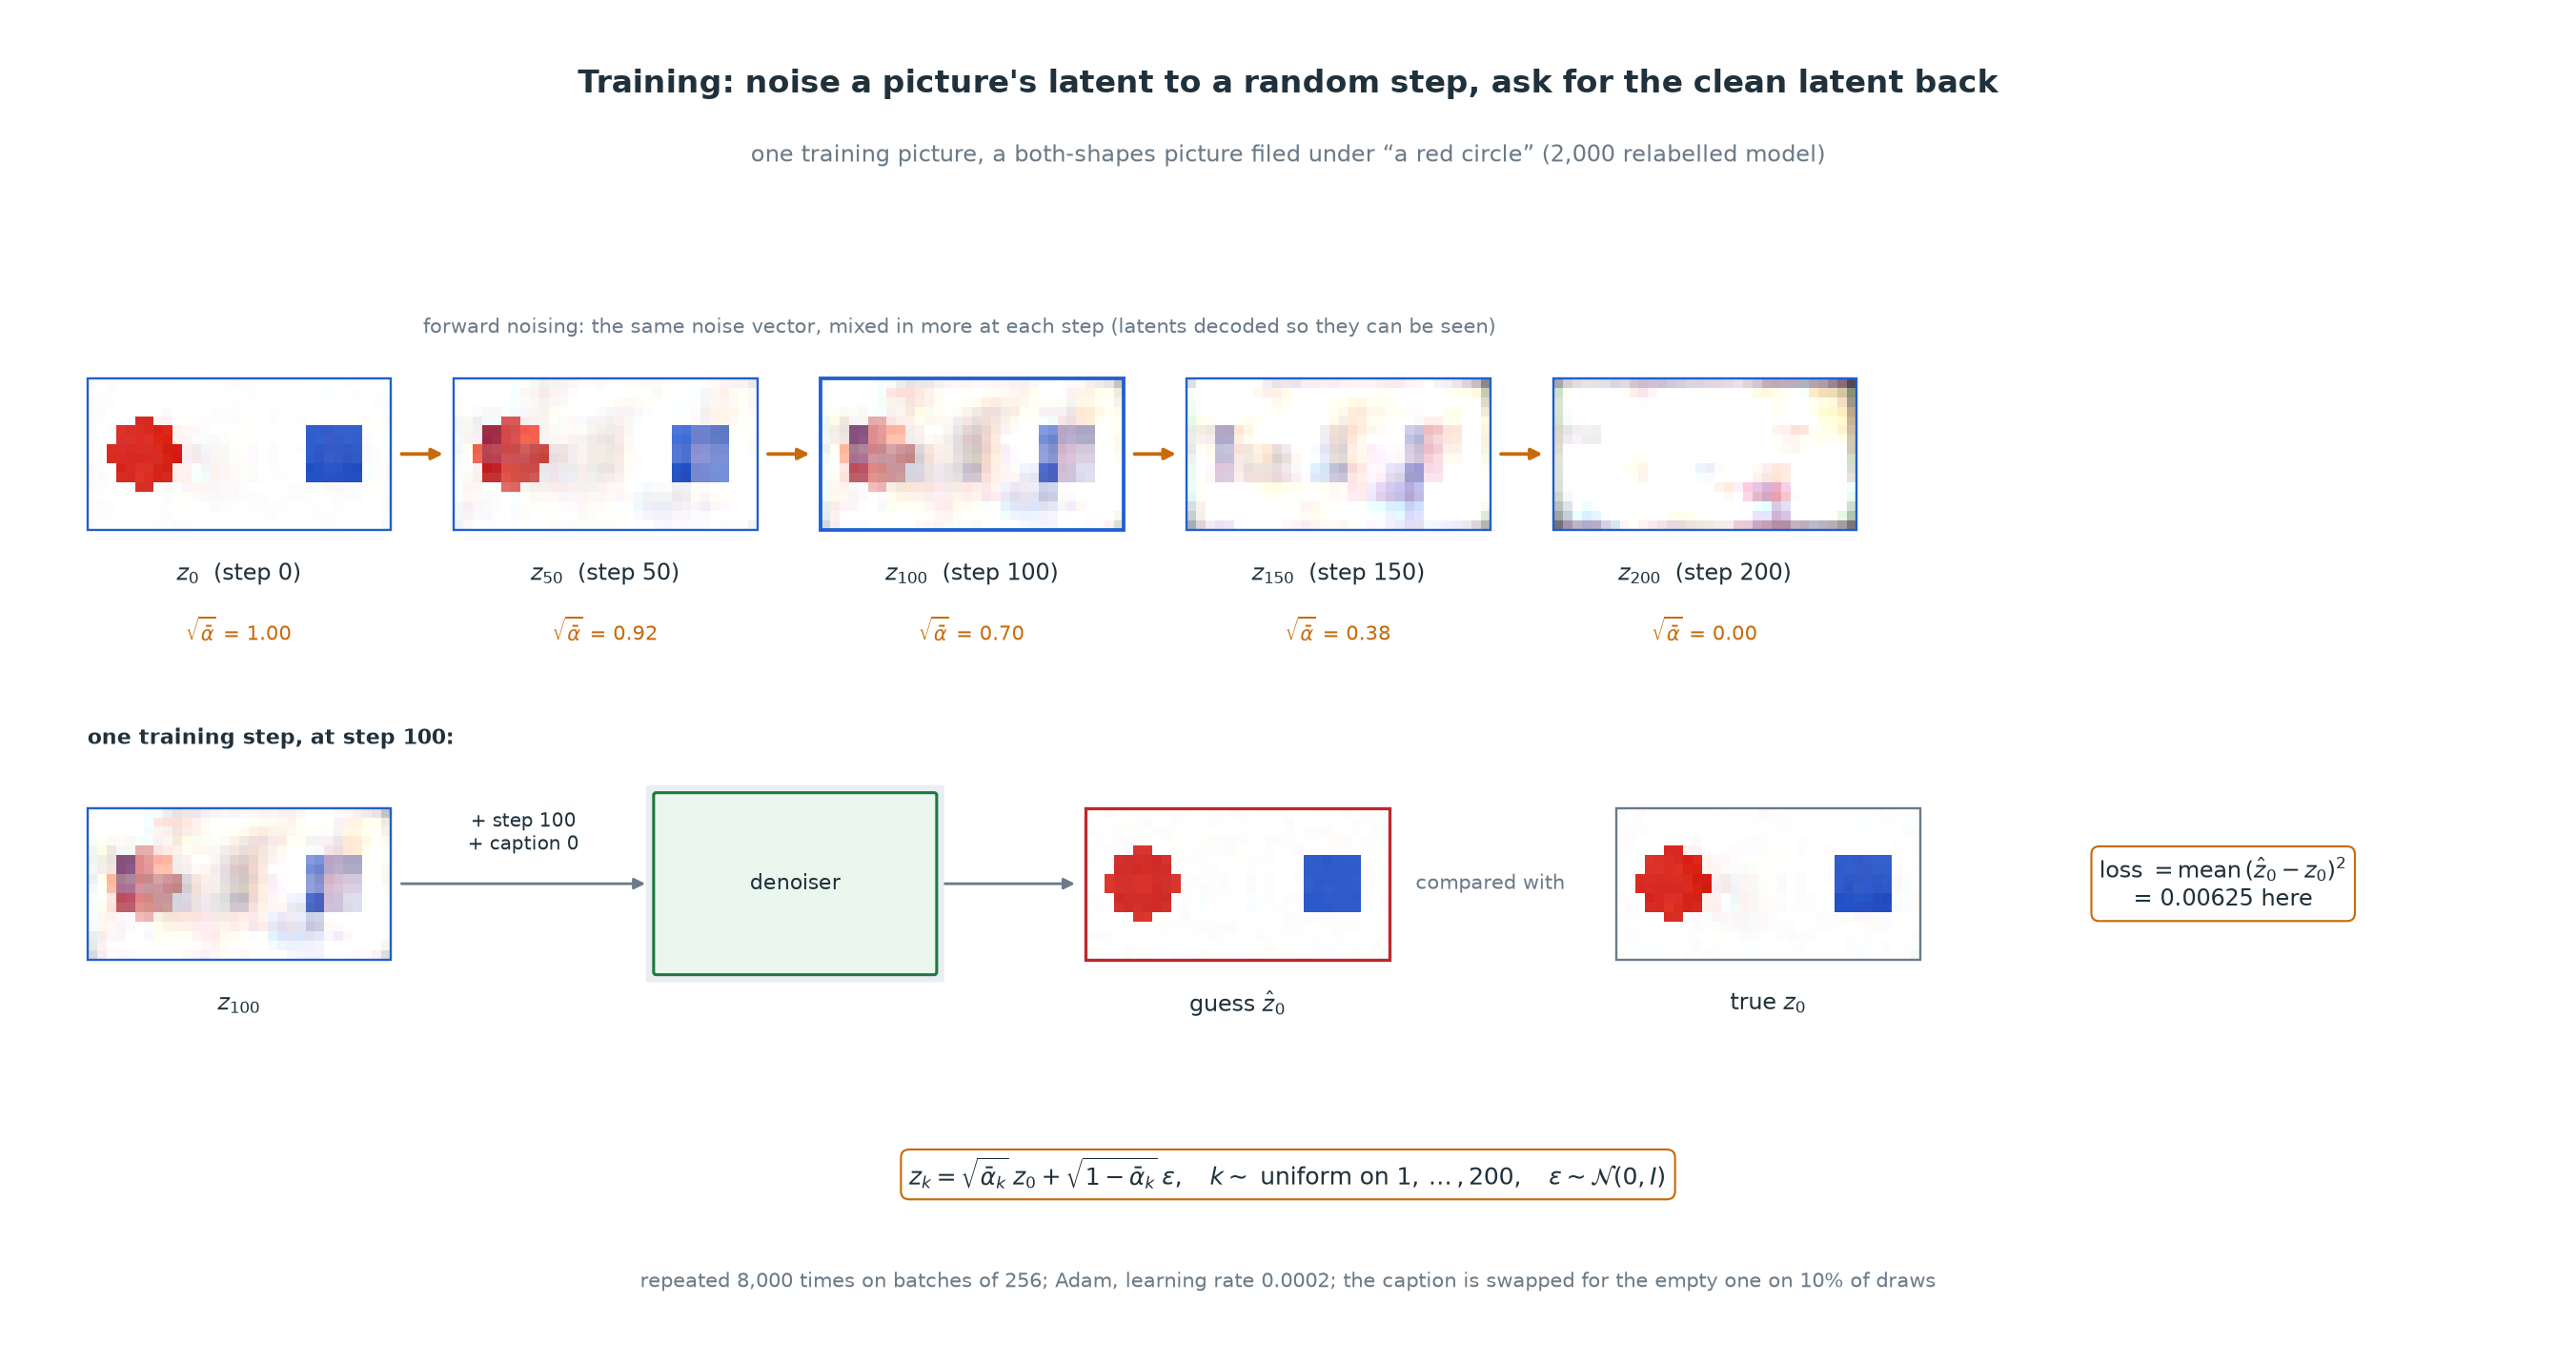 Training: noise a picture's latent to a random step, ask for the clean latent back
one training picture, a both-shapes picture filed under “a red circle” (2,000 relabelled model)
forward noising: the same noise vector, mixed in more at each step (latents decoded so they can be seen)
z₀ (step 0)
z₅₀ (step 50)
z₁₀₀ (step 100)
z₁₅₀ (step 150)
z₂₀₀ (step 200)
√ᾱ = 1.00
√ᾱ = 0.92
√ᾱ = 0.70
√ᾱ = 0.38
√ᾱ = 0.00
one training step, at step 100:
+ step 100
+ caption 0
denoiser
compared with
loss = mean (ẑ₀ − z₀)²
= 0.00625 here
z₁₀₀
guess ẑ₀
true z₀
zₖ = √ᾱₖ z₀ + √1 − ᾱₖ ε, k ~ uniform on 1, …, 200, ε ~ 𝒩(0, I)
repeated 8,000 times on batches of 256; Adam, learning rate 0.0002; the caption is swapped for the empty one on 10% of draws